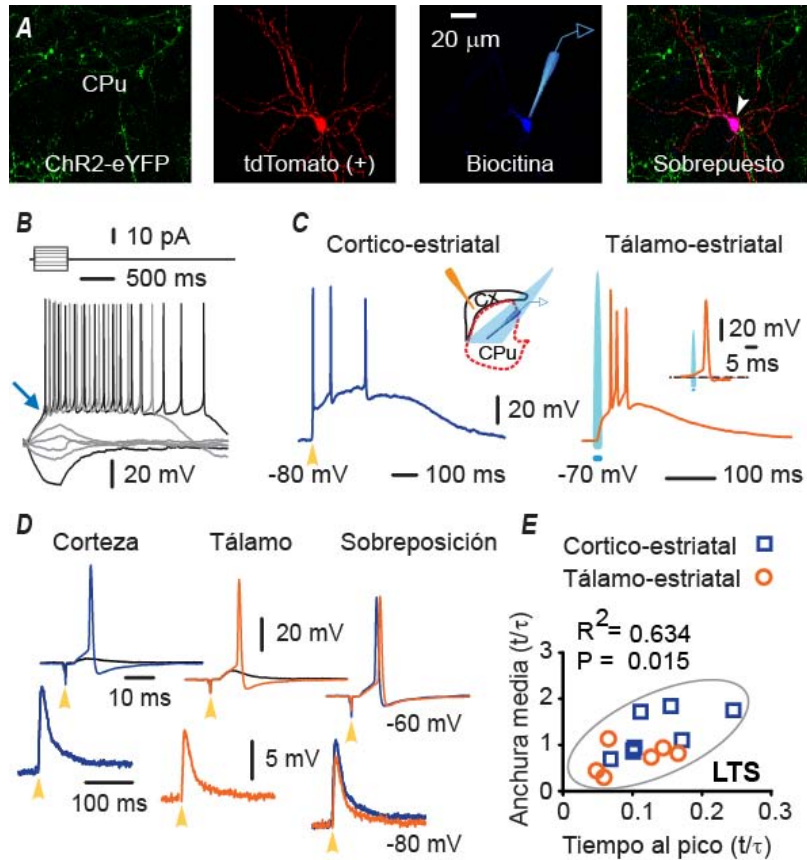 A
CPu
ChR2-eYFP
tdTomato (+)
20 μm
Biocitina
Sobrepuesto
B
10 pA
500 ms
20 mV
C
Cortico-estriatal
Tálamo-estriatal
CX
CPu
20 mV
-80 mV
100 ms
20 mV
5 ms
-70 mV
100 ms
D
Corteza
Tálamo
Sobreposición
20 mV
10 ms
-60 mV
5 mV
100 ms
-80 mV
E
Cortico-estriatal
Tálamo-estriatal
R² = 0.634
P = 0.015
Anchura media (t/τ)
3
2
1
0
LTS
0 0.1 0.2 0.3
Tiempo al pico (t/τ)